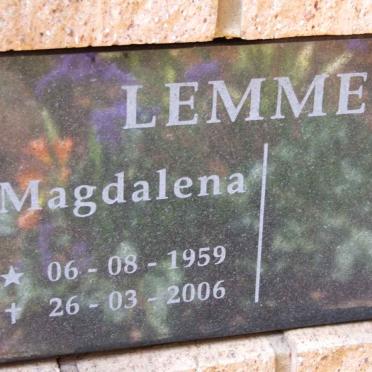 LEMME
Magdalena
★ 06 - 08 - 1959
✝ 26 - 03 - 2006